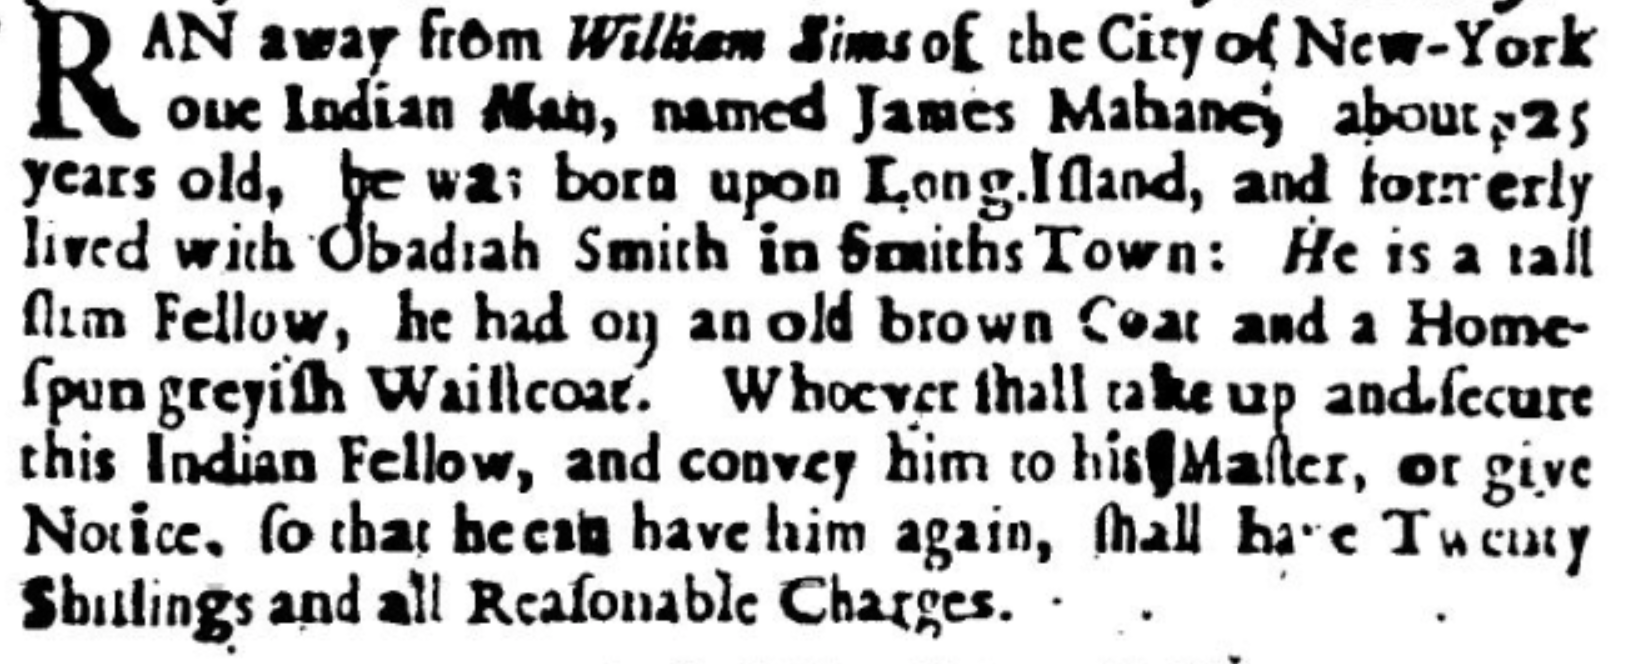 RAN away from William Sims of the City of New-York
one Indian Man, named James Mahane, about 25
years old, he was born upon Long Iſland, and formerly
lived with Obadiah Smith in Smiths Town: He is a tall
ſlim Fellow, he had on an old brown Coat and a Home-
ſpun greyiſh Waiſtcoat. Whoever ſhall take up and ſecure
this Indian Fellow, and convey him to his Maſter, or give
Notice, ſo that he can have him again, ſhall have Twenty
Shillings and all Reaſonable Charges.